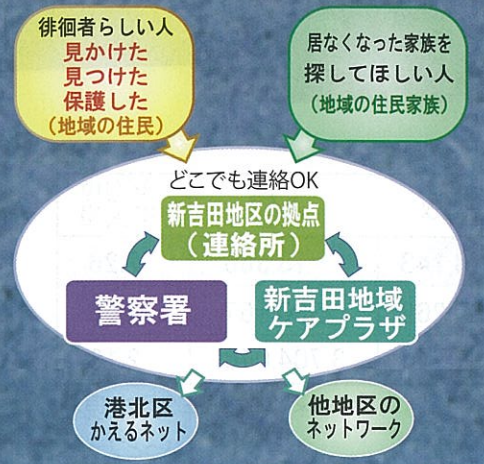 徘徊者らしい人
見かけた
見つけた
保護した
（地域の住民）
居なくなった家族を
探してほしい人
（地域の住民家族）
どこでも連絡OK
新吉田地区の拠点
（連絡所）
警察署
新吉田地域
ケアプラザ
港北区
かえるネット
他地区の
ネットワーク